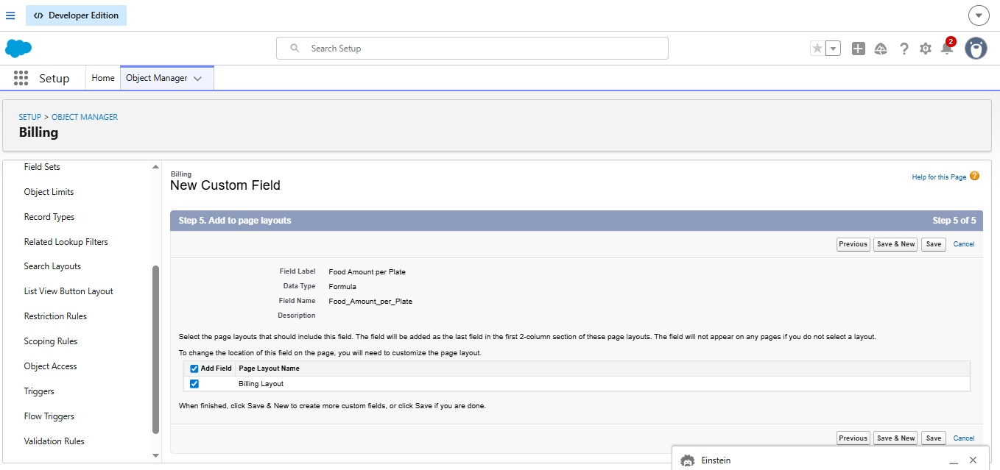 Developer Edition
Search Setup
2
Setup
Home
Object Manager
SETUP > OBJECT MANAGER
Billing
Field Sets
Object Limits
Record Types
Related Lookup Filters
Search Layouts
List View Button Layout
Restriction Rules
Scoping Rules
Object Access
Triggers
Flow Triggers
Validation Rules
Billing
New Custom Field
Help for this Page ?
Step 5. Add to page layouts
Step 5 of 5
Previous Save & New Save Cancel
Field Label Food Amount per Plate
Data Type Formula
Field Name Food_Amount_per_Plate
Description
Select the page layouts that should include this field. The field will be added as the last field in the first 2-column section of these page layouts. The field will not appear on any pages if you do not select a layout.
To change the location of this field on the page, you will need to customize the page layout.
Add Field Page Layout Name
Billing Layout
When finished, click Save & New to create more custom fields, or click Save if you are done.
Previous Save & New Save Cancel
Einstein